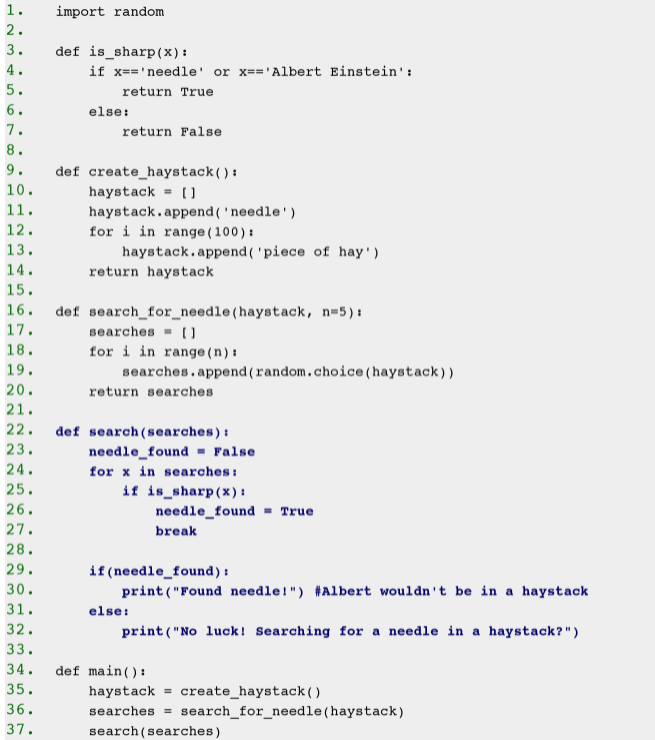 1. import random
2.
3. def is_sharp(x):
4.     if x=='needle' or x=='Albert Einstein':
5.         return True
6.     else:
7.         return False
8.
9. def create_haystack():
10.     haystack = []
11.     haystack.append('needle')
12.     for i in range(100):
13.         haystack.append('piece of hay')
14.     return haystack
15.
16. def search_for_needle(haystack, n=5):
17.     searches = []
18.     for i in range(n):
19.         searches.append(random.choice(haystack))
20.     return searches
21.
22. def search(searches):
23.     needle_found = False
24.     for x in searches:
25.         if is_sharp(x):
26.             needle_found = True
27.             break
28.
29.     if(needle_found):
30.         print("Found needle!") #Albert wouldn't be in a haystack
31.     else:
32.         print("No luck! Searching for a needle in a haystack?")
33.
34. def main():
35.     haystack = create_haystack()
36.     searches = search_for_needle(haystack)
37.     search(searches)